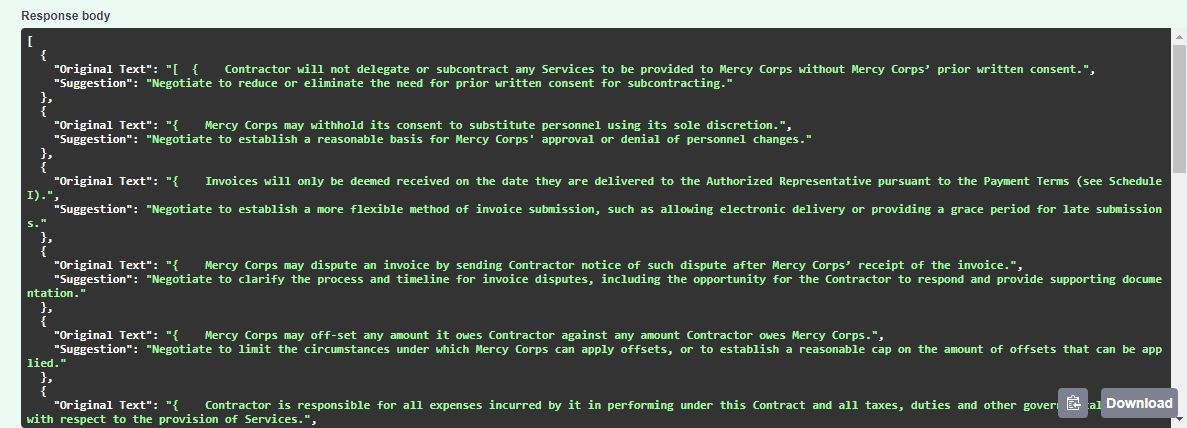 Response body
[
  {
    "Original Text": "[  {    Contractor will not delegate or subcontract any Services to be provided to Mercy Corps without Mercy Corps’ prior written consent.",
    "Suggestion": "Negotiate to reduce or eliminate the need for prior written consent for subcontracting."
  },
  {
    "Original Text": "{    Mercy Corps may withhold its consent to substitute personnel using its sole discretion.",
    "Suggestion": "Negotiate to establish a reasonable basis for Mercy Corps' approval or denial of personnel changes."
  },
  {
    "Original Text": "{    Invoices will only be deemed received on the date they are delivered to the Authorized Representative pursuant to the Payment Terms (see Schedule
I).",
    "Suggestion": "Negotiate to establish a more flexible method of invoice submission, such as allowing electronic delivery or providing a grace period for late submission
s."
  },
  {
    "Original Text": "{    Mercy Corps may dispute an invoice by sending Contractor notice of such dispute after Mercy Corps’ receipt of the invoice.",
    "Suggestion": "Negotiate to clarify the process and timeline for invoice disputes, including the opportunity for the Contractor to respond and provide supporting docume
ntation."
  },
  {
    "Original Text": "{    Mercy Corps may off-set any amount it owes Contractor against any amount Contractor owes Mercy Corps.",
    "Suggestion": "Negotiate to limit the circumstances under which Mercy Corps can apply offsets, or to establish a reasonable cap on the amount of offsets that can be app
lied."
  },
  {
    "Original Text": "{    Contractor is responsible for all expenses incurred by it in performing under this Contract and all taxes, duties and other
with respect to the provision of Services.",
Download